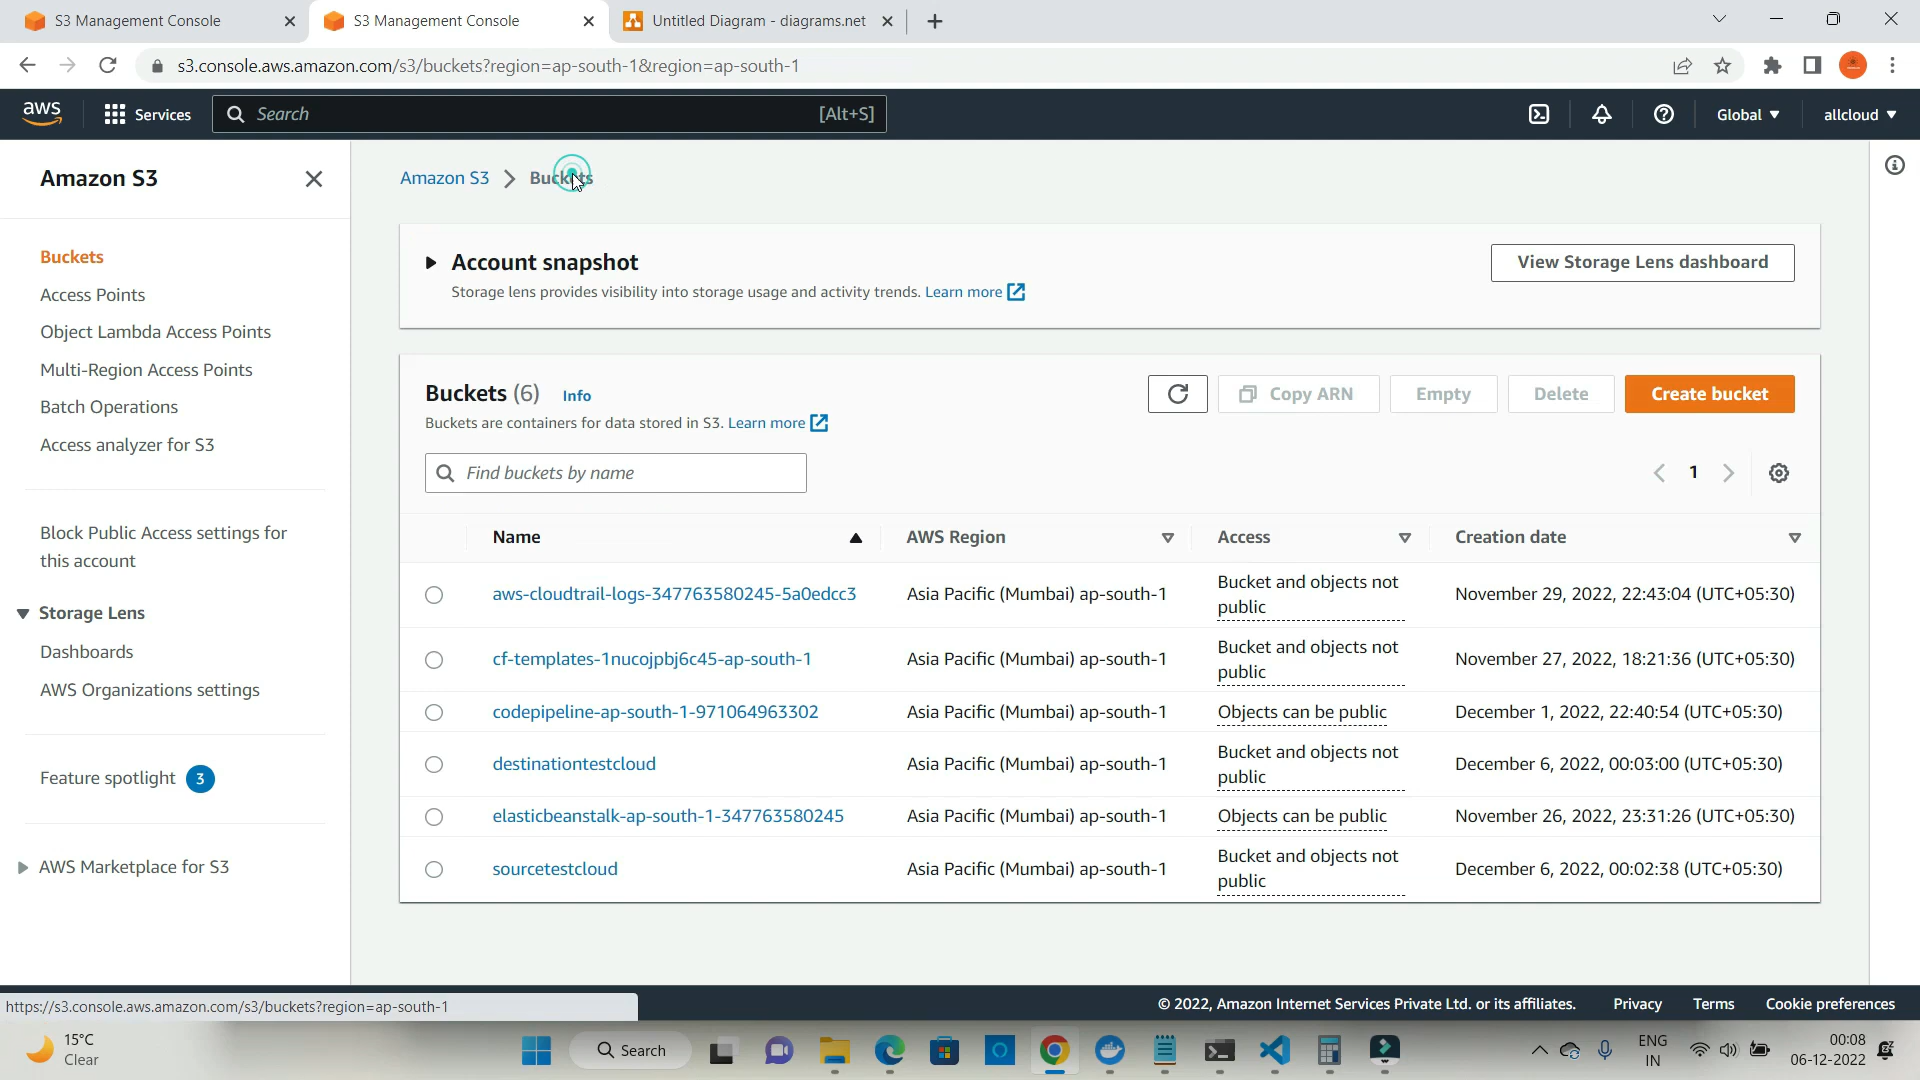 S3 Management Console
S3 Management Console
Untitled Diagram - diagrams.net
s3.console.aws.amazon.com/s3/buckets?region=ap-south-1&region=ap-south-1
aws
Services
Search
[Alt+S]
Global
allcloud
Amazon S3
Buckets
Access Points
Object Lambda Access Points
Multi-Region Access Points
Batch Operations
Access analyzer for S3
Block Public Access settings for
this account
Storage Lens
Dashboards
AWS Organizations settings
Feature spotlight 3
AWS Marketplace for S3
Amazon S3
Buckets
Account snapshot
Storage lens provides visibility into storage usage and activity trends. Learn more
View Storage Lens dashboard
Buckets (6) Info
Buckets are containers for data stored in S3. Learn more
Copy ARN
Empty
Delete
Create bucket
Find buckets by name
1
Name AWS Region Access Creation date
aws-cloudtrail-logs-347763580245-5a0edcc3 Asia Pacific (Mumbai) ap-south-1 Bucket and objects not November 29, 2022, 22:43:04 (UTC+05:30)
public
cf-templates-1nucojpbj6c45-ap-south-1 Asia Pacific (Mumbai) ap-south-1 Bucket and objects not November 27, 2022, 18:21:36 (UTC+05:30)
public
codepipeline-ap-south-1-971064963302 Asia Pacific (Mumbai) ap-south-1 Objects can be public December 1, 2022, 22:40:54 (UTC+05:30)
destinationtestcloud Asia Pacific (Mumbai) ap-south-1 Bucket and objects not December 6, 2022, 00:03:00 (UTC+05:30)
public
elasticbeanstalk-ap-south-1-347763580245 Asia Pacific (Mumbai) ap-south-1 Objects can be public November 26, 2022, 23:31:26 (UTC+05:30)
sourcetestcloud Asia Pacific (Mumbai) ap-south-1 Bucket and objects not December 6, 2022, 00:02:38 (UTC+05:30)
public
https://s3.console.aws.amazon.com/s3/buckets?region=ap-south-1
© 2022, Amazon Internet Services Private Ltd. or its affiliates. Privacy Terms Cookie preferences
15°C
Clear
Search
ENG
IN
00:08
06-12-2022